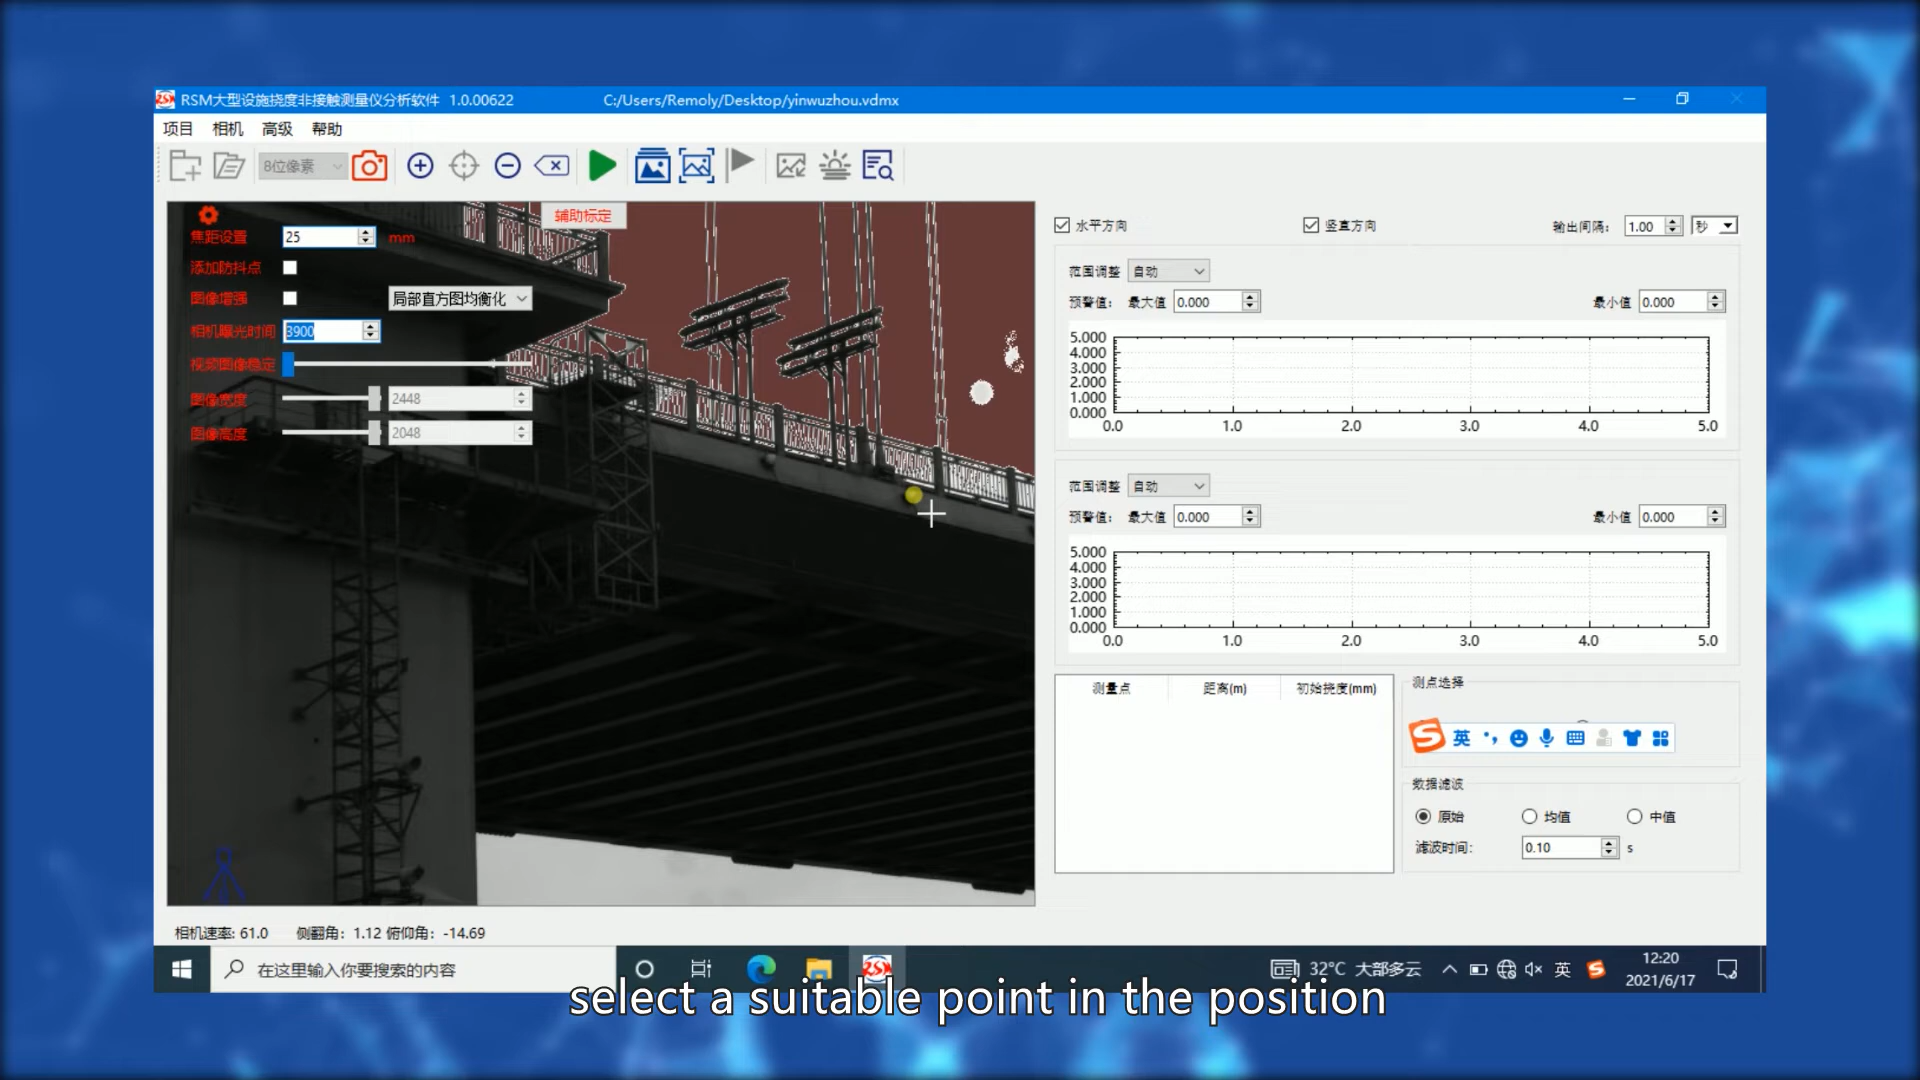 RSM大型设施挠度非接触测量仪分析软件 1.0.00622 C:/Users/Remoly/Desktop/yinwuzhou.vdmx
项目 相机 高级 帮助
8位像素
辅助标定
焦距设置 25 mm
添加防抖点
图像增强 局部直方图均衡化
相机曝光时间 3900
视频图像稳定
图像宽度 2448
图像高度 2048
水平方向 竖直方向 输出间隔: 1.00 秒
范围调整 自动
预警值: 最大值 0.000 最小值 0.000
5.000
4.000
3.000
2.000
1.000
0.000
0.0 1.0 2.0 3.0 4.0 5.0
范围调整 自动
预警值: 最大值 0.000 最小值 0.000
5.000
4.000
3.000
2.000
1.000
0.000
0.0 1.0 2.0 3.0 4.0 5.0
测量点 距离(m) 初始挠度(mm)
测点选择
英
数据滤波
原始 均值 中值
滤波时间: 0.10 s
相机速率: 61.0 侧翻角: 1.12 俯仰角: -14.69
在这里输入你要搜索的内容
32°C 大部多云 英 12:20
2021/6/17
select a suitable point in the position